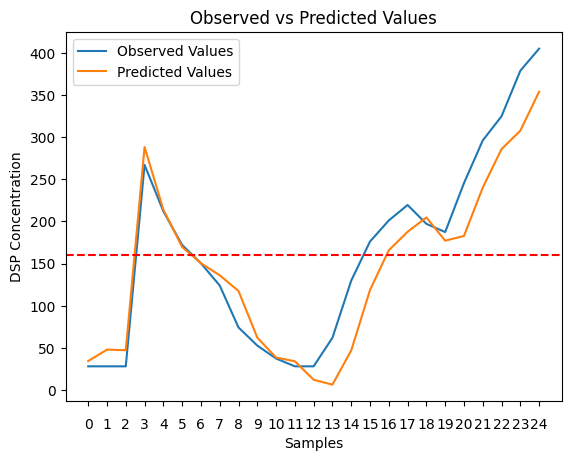 Observed vs Predicted Values
Observed Values
Predicted Values
DSP Concentration
400
350
300
250
200
150
100
50
0
0 1 2 3 4 5 6 7 8 9 10 11 12 13 14 15 16 17 18 19 20 21 22 23 24
Samples